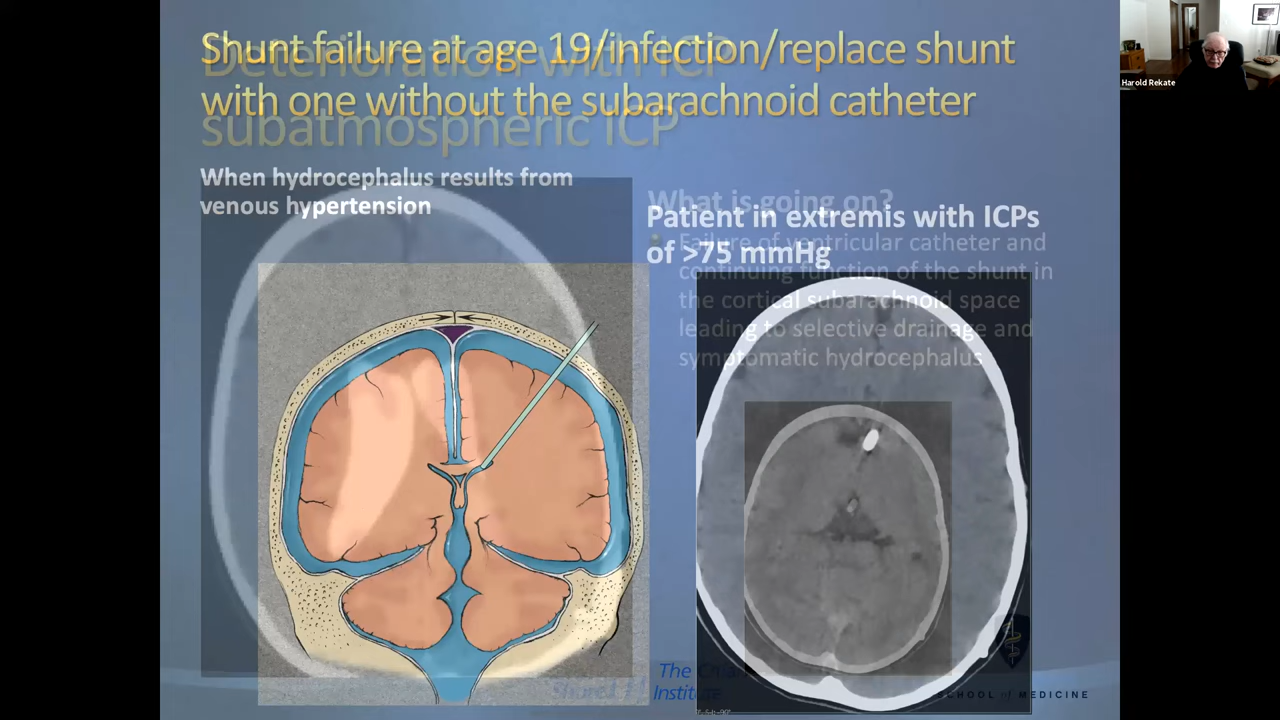 Shunt failure at age 19/infection/replace shunt
with one without the subarachnoid catheter
Deterioration with ICP
subatmospheric ICP
When hydrocephalus results from
venous hypertension
What is going on?
Patient in extremis with ICPs
of >75 mmHg
Failure of ventricular catheter and
continuing function of the shunt in
the cortical subarachnoid space
leading to selective drainage and
symptomatic hydrocephalus
The Chiari
Institute
SCHOOL of MEDICINE
Harold Rekate